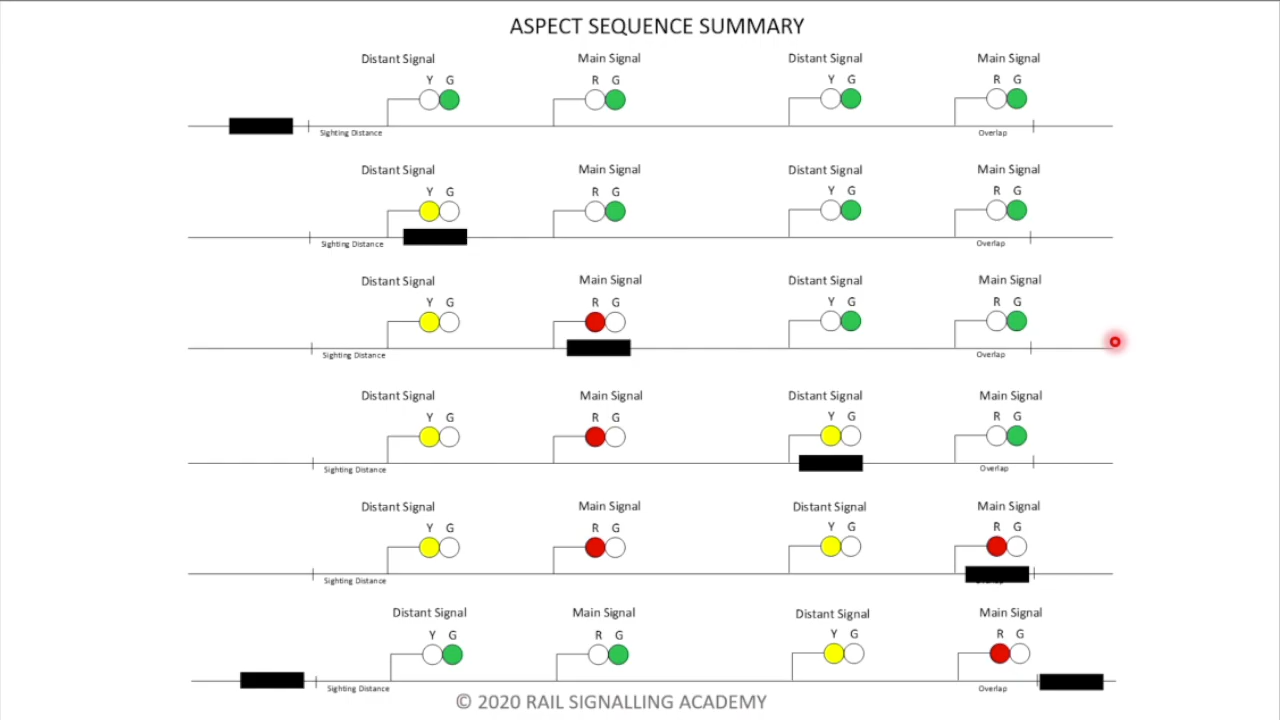 ASPECT SEQUENCE SUMMARY
Distant Signal Main Signal Distant Signal Main Signal
Y G R G Y G R G
Sighting Distance Overlap
Distant Signal Main Signal Distant Signal Main Signal
Y G R G Y G R G
Sighting Distance Overlap
Distant Signal Main Signal Distant Signal Main Signal
Y G R G Y G R G
Sighting Distance Overlap
Distant Signal Main Signal Distant Signal Main Signal
Y G R G Y G R G
Sighting Distance Overlap
Distant Signal Main Signal Distant Signal Main Signal
Y G R G Y G R G
Sighting Distance
Distant Signal Main Signal Distant Signal Main Signal
Y G R G Y G R G
Sighting Distance Overlap
© 2020 RAIL SIGNALLING ACADEMY